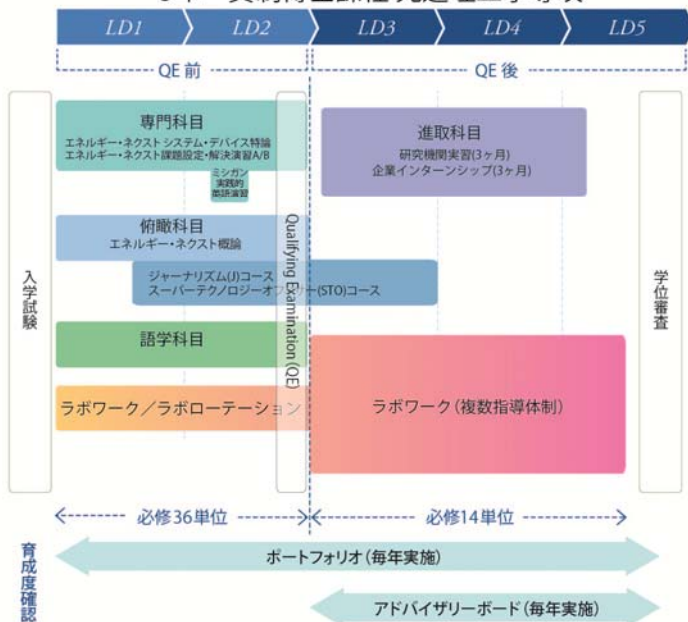 LD1 LD2 LD3 LD4 LD5
QE 前
QE 後
入学試験
専門科目
エネルギー・ネクスト システム・デバイス特論
エネルギー・ネクスト課題設定・解決演習A/B
ミシガン
実践的
英語演習
俯瞰科目
エネルギー・ネクスト概論
ジャーナリズム(J)コース
スーパーテクノロジーオフィサー(STO)コース
語学科目
ラボワーク/ラボローテーション
Qualifying Examination (QE)
進取科目
研究機関実習(3ヶ月)
企業インターンシップ(3ヶ月)
ラボワーク(複数指導体制)
学位審査
必修36単位
必修14単位
育成度確認
ポートフォリオ(毎年実施)
アドバイザリーボード(毎年実施)